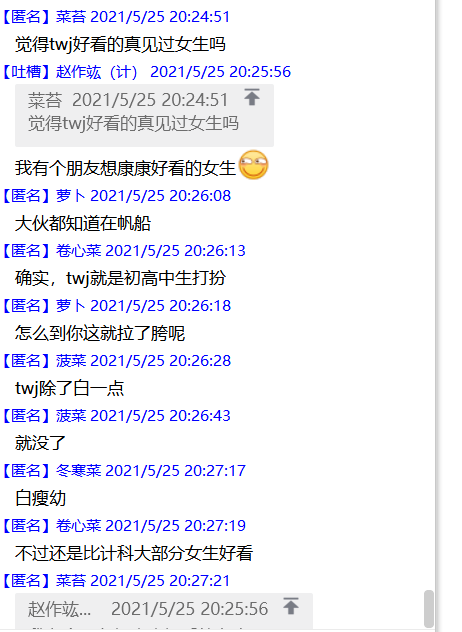 【匿名】菜苔 2021/5/25 20:24:51
觉得twj好看的真见过女生吗
【吐槽】赵作竑（计） 2021/5/25 20:25:56
菜苔 2021/5/25 20:24:51
觉得twj好看的真见过女生吗
我有个朋友想康康好看的女生
【匿名】萝卜 2021/5/25 20:26:08
大伙都知道在帆船
【匿名】卷心菜 2021/5/25 20:26:13
确实，twj就是初高中生打扮
【匿名】萝卜 2021/5/25 20:26:18
怎么到你这就拉了胯呢
【匿名】菠菜 2021/5/25 20:26:28
twj除了白一点
【匿名】菠菜 2021/5/25 20:26:43
就没了
【匿名】冬寒菜 2021/5/25 20:27:17
白瘦幼
【匿名】卷心菜 2021/5/25 20:27:19
不过还是比计科大部分女生好看
【匿名】菜苔 2021/5/25 20:27:21
赵作竑... 2021/5/25 20:25:56